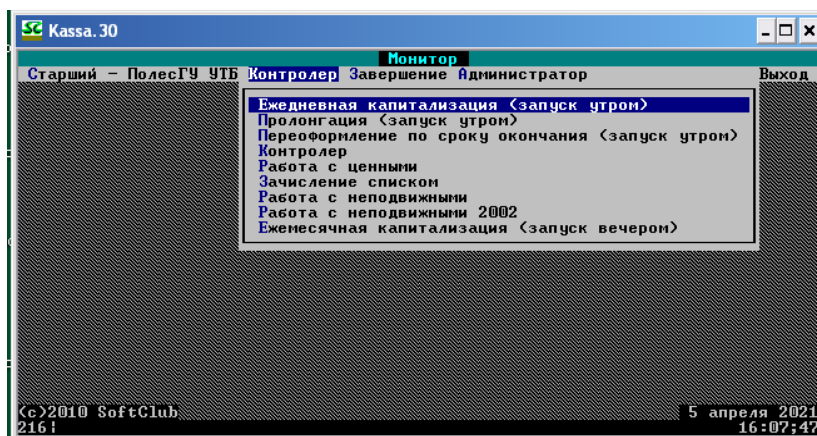 SC Kassa.30
Монитор
Старший - ПолесГУ УТБ Контролер Завершение Администратор Выход
Ежедневная капитализация (запуск утром)
Пролонгация (запуск утром)
Переоформление по сроку окончания (запуск утром)
Контролер
Работа с ценными
Зачисление списком
Работа с неподвижными
Работа с неподвижными 2002
Ежемесячная капитализация (запуск вечером)
(c)2010 SoftClub 5 апреля 2021
216| 16:07;47